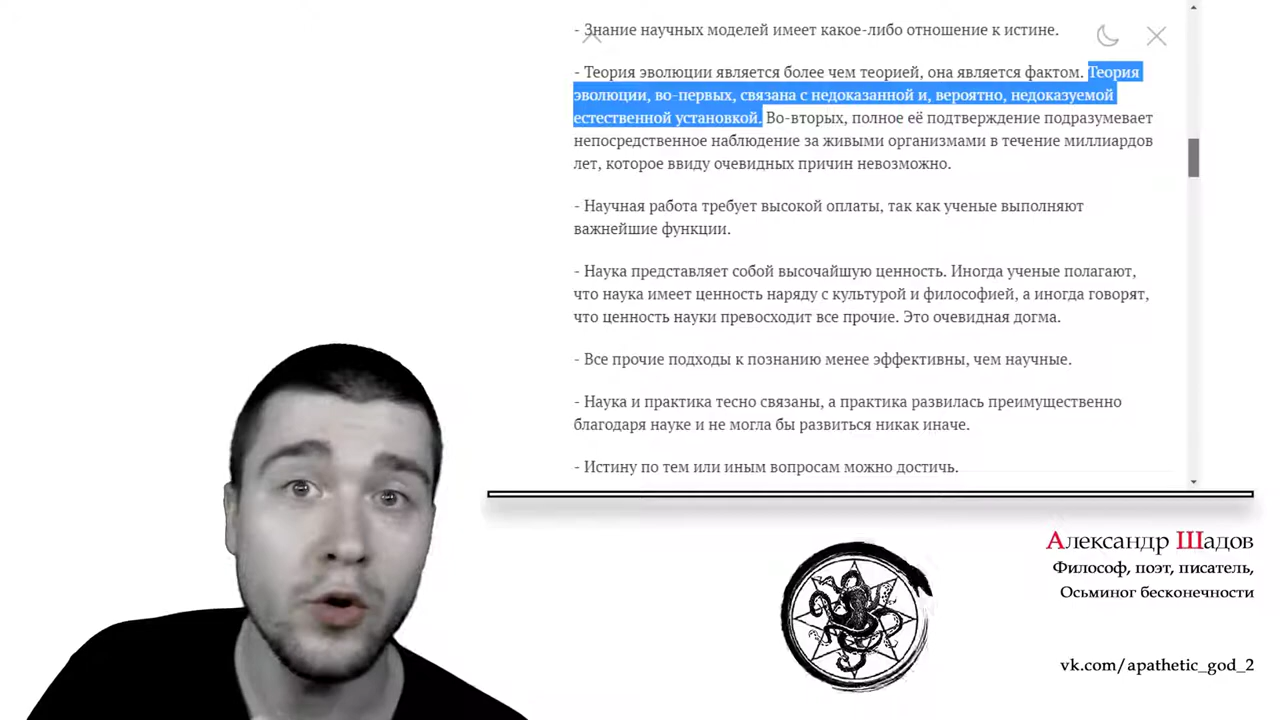 - Знание научных моделей имеет какое-либо отношение к истине.
- Теория эволюции является более чем теорией, она является фактом. Теория
эволюции, во-первых, связана с недоказанной и, вероятно, недоказуемой
естественной установкой. Во-вторых, полное её подтверждение подразумевает
непосредственное наблюдение за живыми организмами в течение миллиардов
лет, которое ввиду очевидных причин невозможно.
- Научная работа требует высокой оплаты, так как ученые выполняют
важнейшие функции.
- Наука представляет собой высочайшую ценность. Иногда ученые полагают,
что наука имеет ценность наряду с культурой и философией, а иногда говорят,
что ценность науки превосходит все прочие. Это очевидная догма.
- Все прочие подходы к познанию менее эффективны, чем научные.
- Наука и практика тесно связаны, а практика развилась преимущественно
благодаря науке и не могла бы развиться никак иначе.
- Истину по тем или иным вопросам можно достичь.
Александр Шадов
Философ, поэт, писатель,
Осьминог бесконечности
vk.com/apathetic_god_2